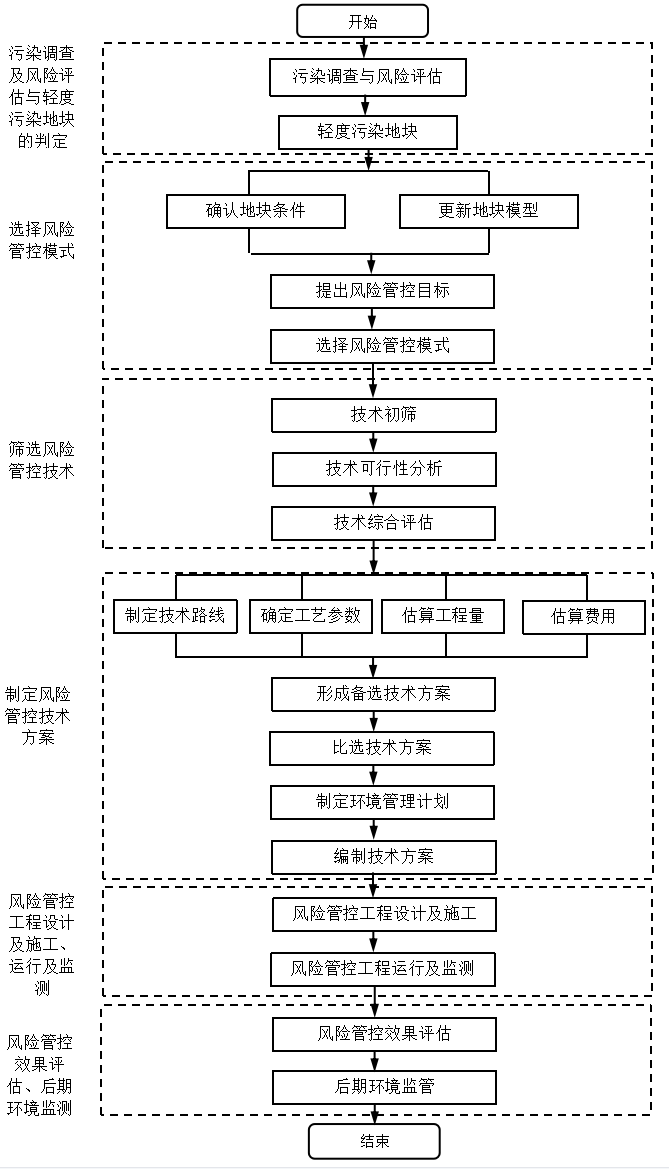 开始
污染调查
及风险评
估与轻度
污染地块
的判定
污染调查与风险评估
轻度污染地块
选择风险
管控模式
确认地块条件
更新地块模型
提出风险管控目标
选择风险管控模式
筛选风险
管控技术
技术初筛
技术可行性分析
技术综合评估
制定风险
管控技术
方案
制定技术路线
确定工艺参数
估算工程量
估算费用
形成备选技术方案
比选技术方案
制定环境管理计划
编制技术方案
风险管控
工程设计
及施工、
运行及监
测
风险管控工程设计及施工
风险管控工程运行及监测
风险管控
效果评
估、后期
环境监测
风险管控效果评估
后期环境监管
结束